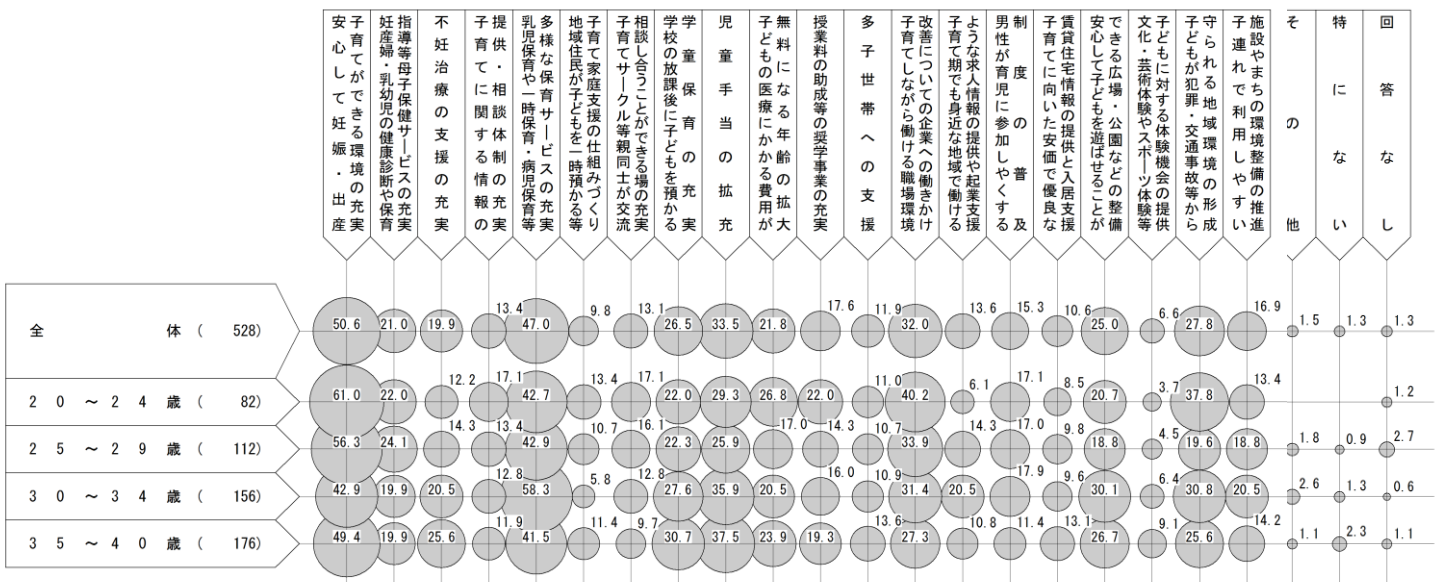 安心して妊娠・出産
子育てができる環境の充実
妊産婦・乳幼児の健康診断や保育
指導等母子保健サービスの充実
不妊治療の支援の充実
子育てに関する情報の
提供・相談体制の充実
乳児保育や一時保育・病児保育等
多様な保育サービスの充実
地域住民が子どもを一時預かる等
子育て家庭支援の仕組みづくり
子育てサークル等親同士が交流
相談し合うことができる場の充実
学校の放課後に子どもを預かる
学童保育の充実
児童手当の拡充
子どもの医療にかかる費用が
無料になる年齢の拡大
授業料の助成等の奨学事業の充実
多子世帯への支援
子育てしながら働ける職場環境
改善についての企業への働きかけ
子育て期でも身近な地域で働ける
ような求人情報の提供や起業支援
男性が育児に参加しやすくする
制度の普及
子育てに向いた安価で優良な
賃貸住宅情報の提供と入居支援
安心して子どもを遊ばせることが
できる広場・公園などの整備
文化・芸術体験やスポーツ体験等
子どもに対する体験機会の提供
子どもが犯罪・交通事故等から
守られる地域環境の形成
子連れで利用しやすい
施設やまちの環境整備の推進
その他
特にない
回答なし
全体( 528) 50.6 21.0 19.9 13.4 47.0 9.8 13.1 26.5 33.5 21.8 17.6 11.9 32.0 13.6 15.3 10.6 25.0 6.6 27.8 16.9 1.5 1.3 1.3
20~24歳( 82) 61.0 22.0 12.2 17.1 42.7 13.4 17.1 22.0 29.3 26.8 22.0 11.0 40.2 6.1 17.1 8.5 20.7 3.7 37.8 13.4 1.2
25~29歳( 112) 56.3 24.1 14.3 13.4 42.9 10.7 16.1 22.3 25.9 17.0 14.3 10.7 33.9 14.3 17.0 9.8 18.8 4.5 19.6 18.8 1.8 0.9 2.7
30~34歳( 156) 42.9 19.9 20.5 12.8 58.3 5.8 12.8 27.6 35.9 20.5 16.0 10.9 31.4 20.5 17.9 9.6 30.1 6.4 30.8 20.5 2.6 1.3 0.6
35~40歳( 176) 49.4 19.9 25.6 11.9 41.5 11.4 9.7 30.7 37.5 23.9 19.3 13.6 27.3 10.8 11.4 13.1 26.7 9.1 25.6 14.2 1.1 2.3 1.1